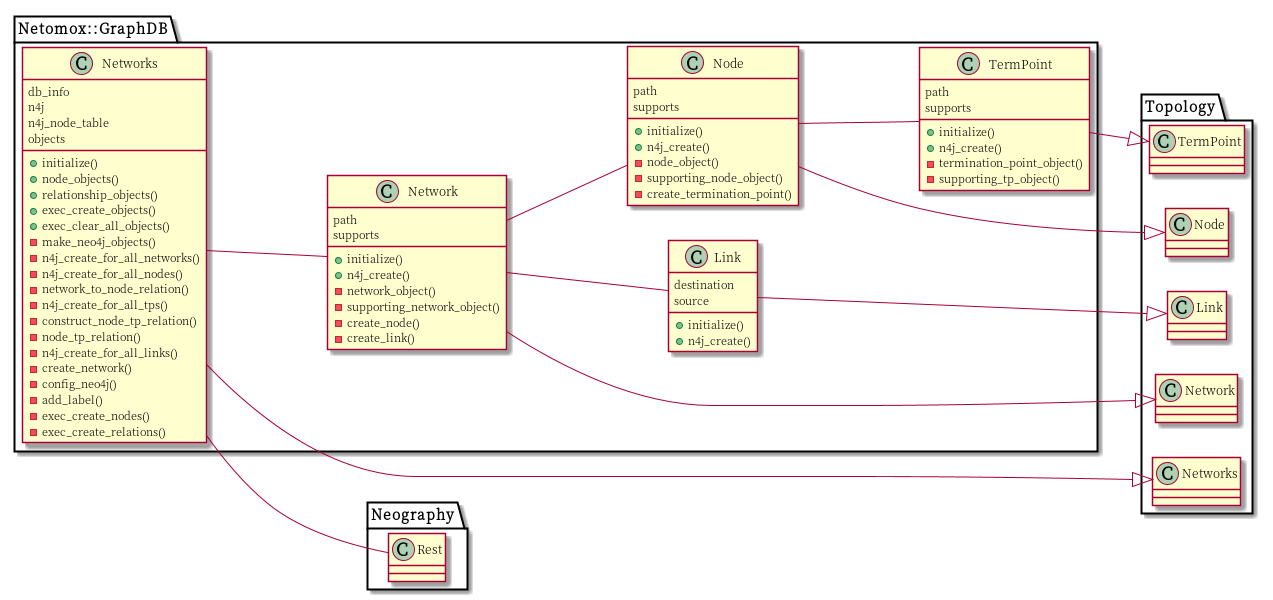 Netomox::GraphDB
C Networks
db_info
n4j
n4j_node_table
objects
initialize()
node_objects()
relationship_objects()
exec_create_objects()
exec_clear_all_objects()
make_neo4j_objects()
n4j_create_for_all_networks()
n4j_create_for_all_nodes()
network_to_node_relation()
n4j_create_for_all_tps()
construct_node_tp_relation()
node_tp_relation()
n4j_create_for_all_links()
create_network()
config_neo4j()
add_label()
exec_create_nodes()
exec_create_relations()
C Network
path
supports
initialize()
n4j_create()
network_object()
supporting_network_object()
create_node()
create_link()
C Node
path
supports
initialize()
n4j_create()
node_object()
supporting_node_object()
create_termination_point()
C Link
destination
source
initialize()
n4j_create()
C TermPoint
path
supports
initialize()
n4j_create()
termination_point_object()
supporting_tp_object()
Topology
C TermPoint
C Node
C Link
C Network
C Networks
Neography
C Rest